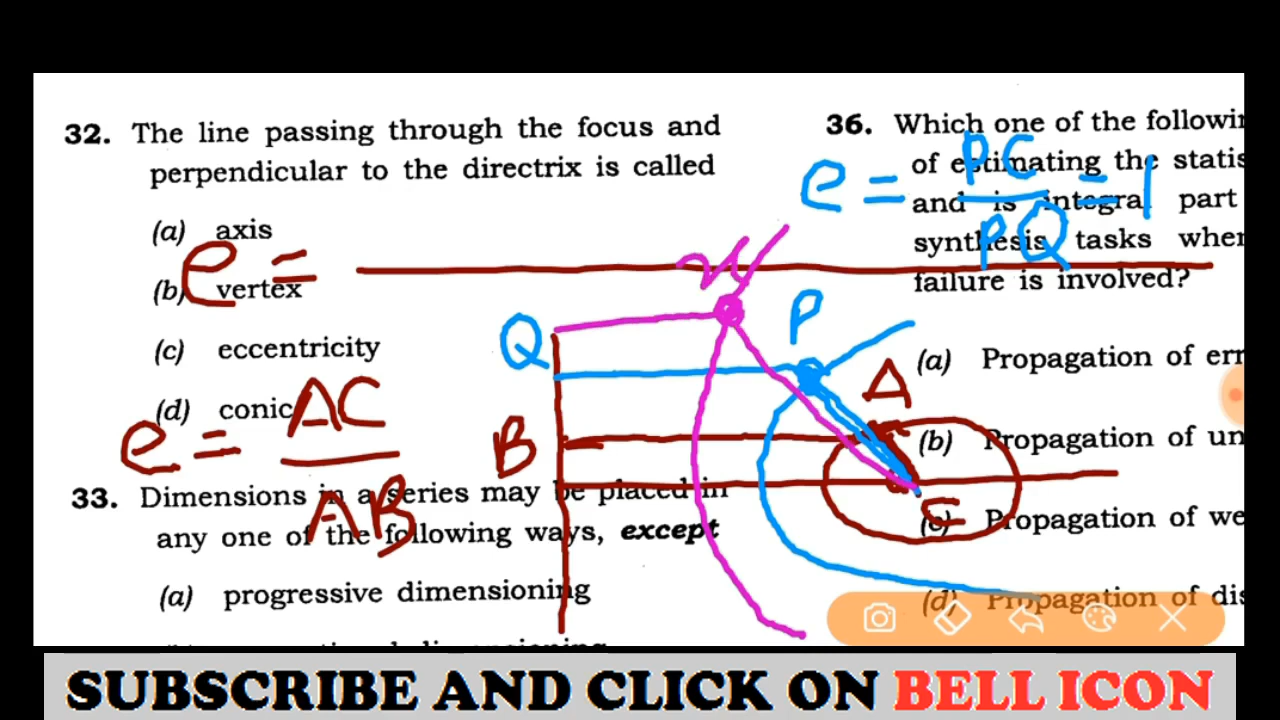 32. The line passing through the focus and
perpendicular to the directrix is called
(a) axis
(b) vertex
(c) eccentricity
(d) conic
33. Dimensions in a series may be placed in
any one of the following ways, except
(a) progressive dimensioning
36. Which one of the followin
of estimating the statis
and is integral part
synthesis tasks wher
failure is involved?
(a) Propagation of err
(b) Propagation of un
(c) Propagation of we
(d) Propagation of dis
e =
e = AC
AB
e = PC = 1
PQ
Q
P
A
B
C
SUBSCRIBE AND CLICK ON BELL ICON